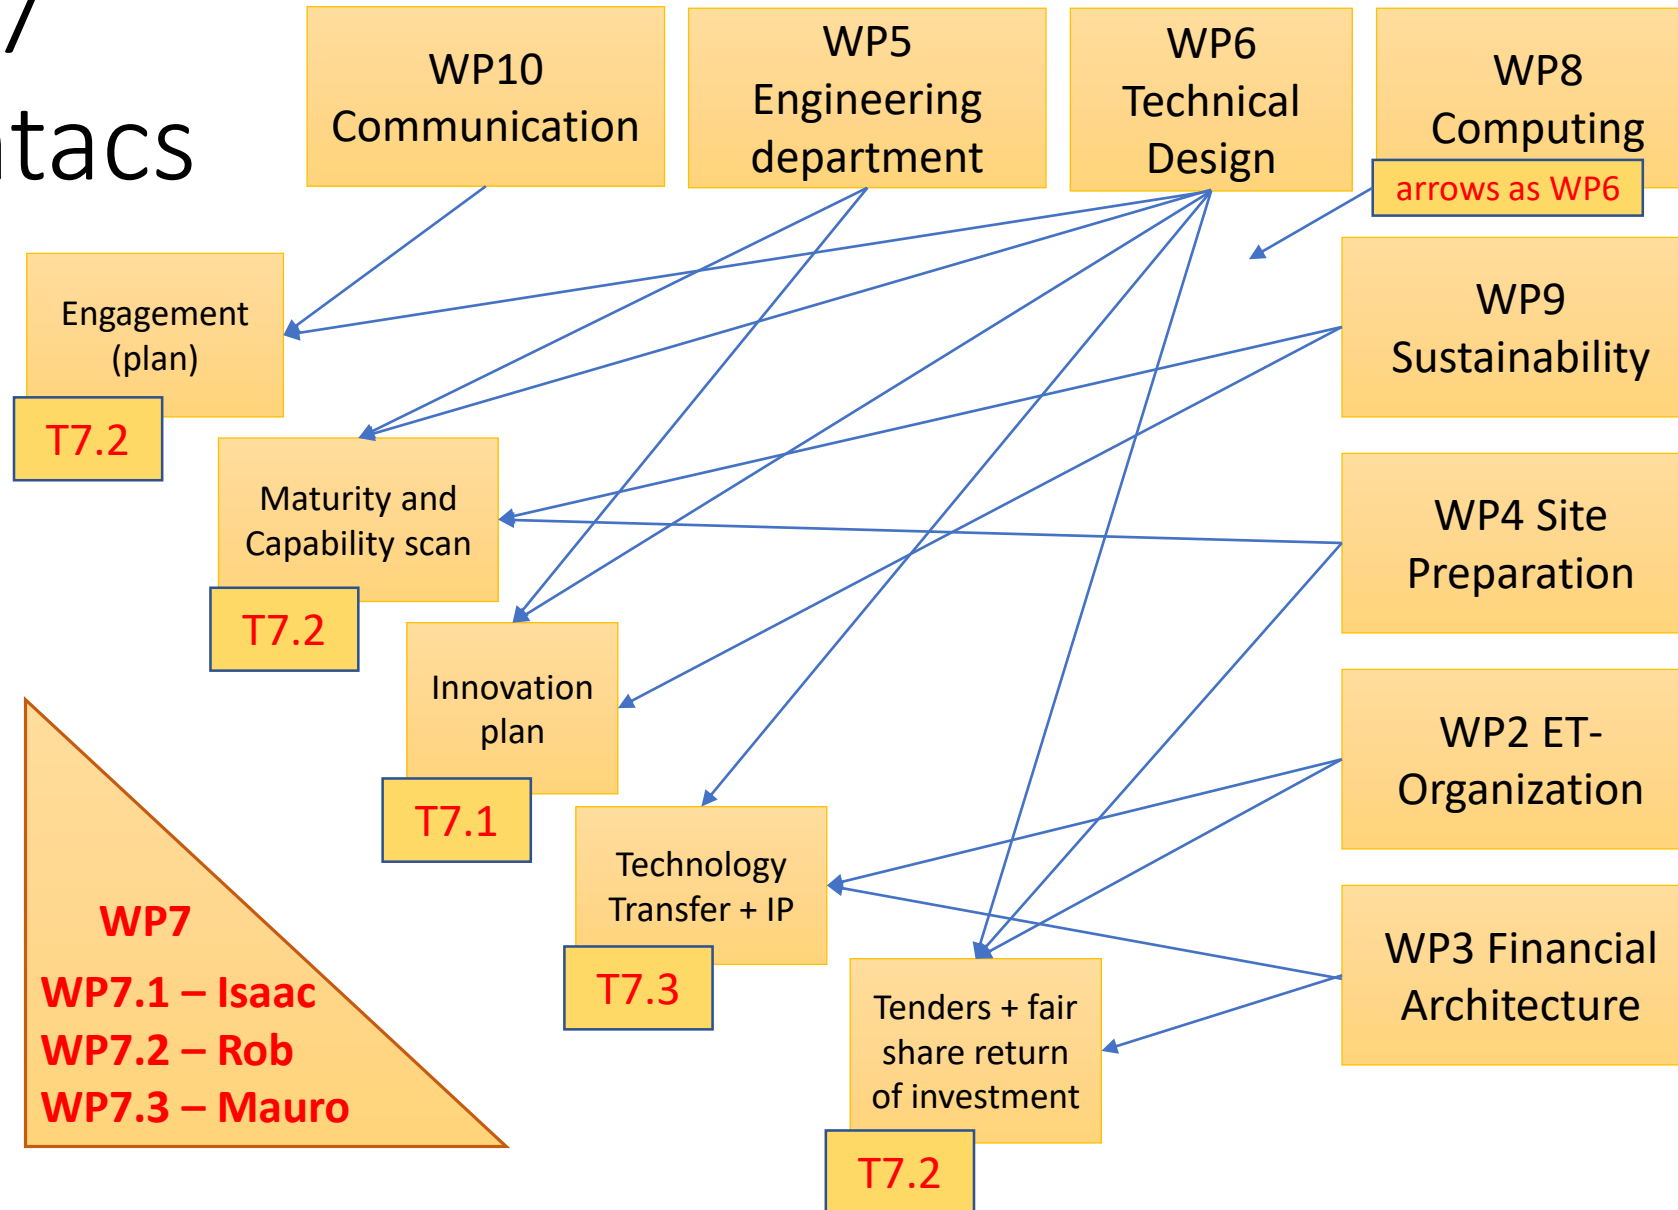 7
ntacs
WP10
Communication
WP5
Engineering
department
WP6
Technical
Design
WP8
Computing
arrows as WP6
Engagement
(plan)
T7.2
WP9
Sustainability
Maturity and
Capability scan
T7.2
WP4 Site
Preparation
Innovation
plan
T7.1
WP2 ET-
Organization
Technology
Transfer + IP
T7.3
WP3 Financial
Architecture
Tenders + fair
share return
of investment
T7.2
WP7
WP7.1 – Isaac
WP7.2 – Rob
WP7.3 – Mauro